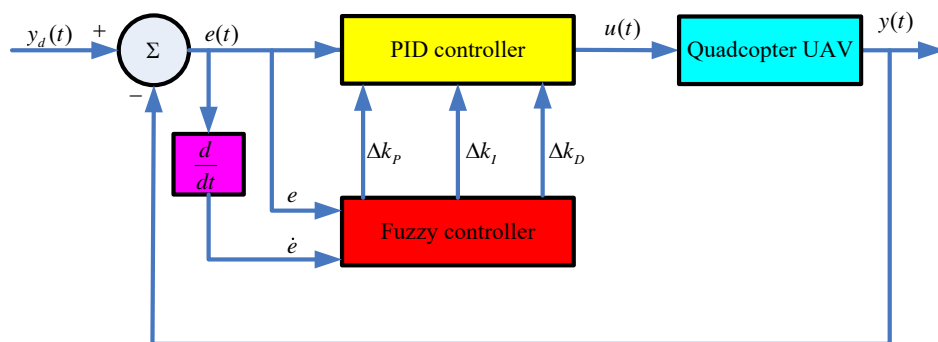 y_d(t)
+
Σ
−
e(t)
PID controller
u(t)
Quadcopter UAV
y(t)
d
dt
Δk_P
Δk_I
Δk_D
e
ė
Fuzzy controller